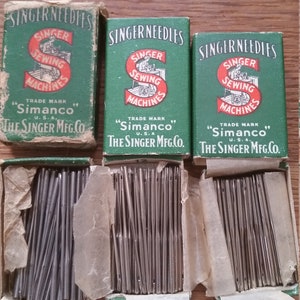 SINGER NEEDLES
SINGER
SEWING
MACHINES
TRADE MARK
"Simanco"
U.S.A
THE SINGER MFG. CO.
SINGER NEEDLES
SINGER
SEWING
MACHINES
TRADE MARK
"Simanco"
U.S.A
THE SINGER MFG. CO.
SINGER NEEDLES
SINGER
SEWING
MACHINES
TRADE MARK
"Simanco"
U.S.A
THE SINGER MFG. CO.